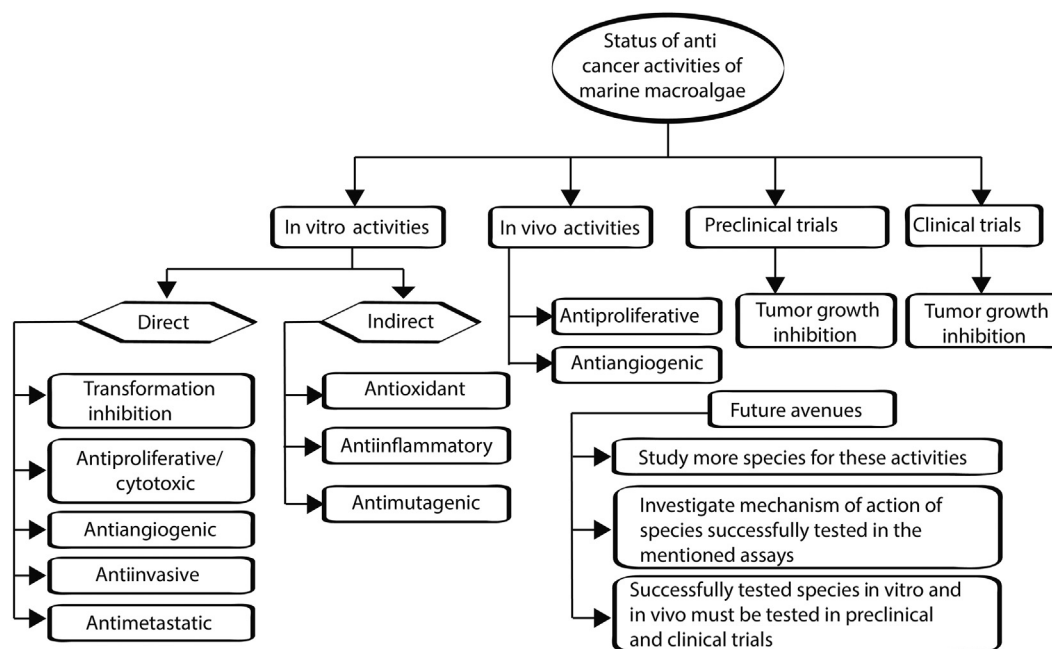 Status of anti
cancer activities of
marine macroalgae
In vitro activities
In vivo activities
Preclinical trials
Clinical trials
Direct
Indirect
Antiproliferative
Antiangiogenic
Tumor growth
inhibition
Tumor growth
inhibition
Transformation
inhibition
Antiproliferative/
cytotoxic
Antiangiogenic
Antiinvasive
Antimetastatic
Antioxidant
Antiinflammatory
Antimutagenic
Future avenues
Study more species for these activities
Investigate mechanism of action of
species successfully tested in the
mentioned assays
Successfully tested species in vitro and
in vivo must be tested in preclinical
and clinical trials